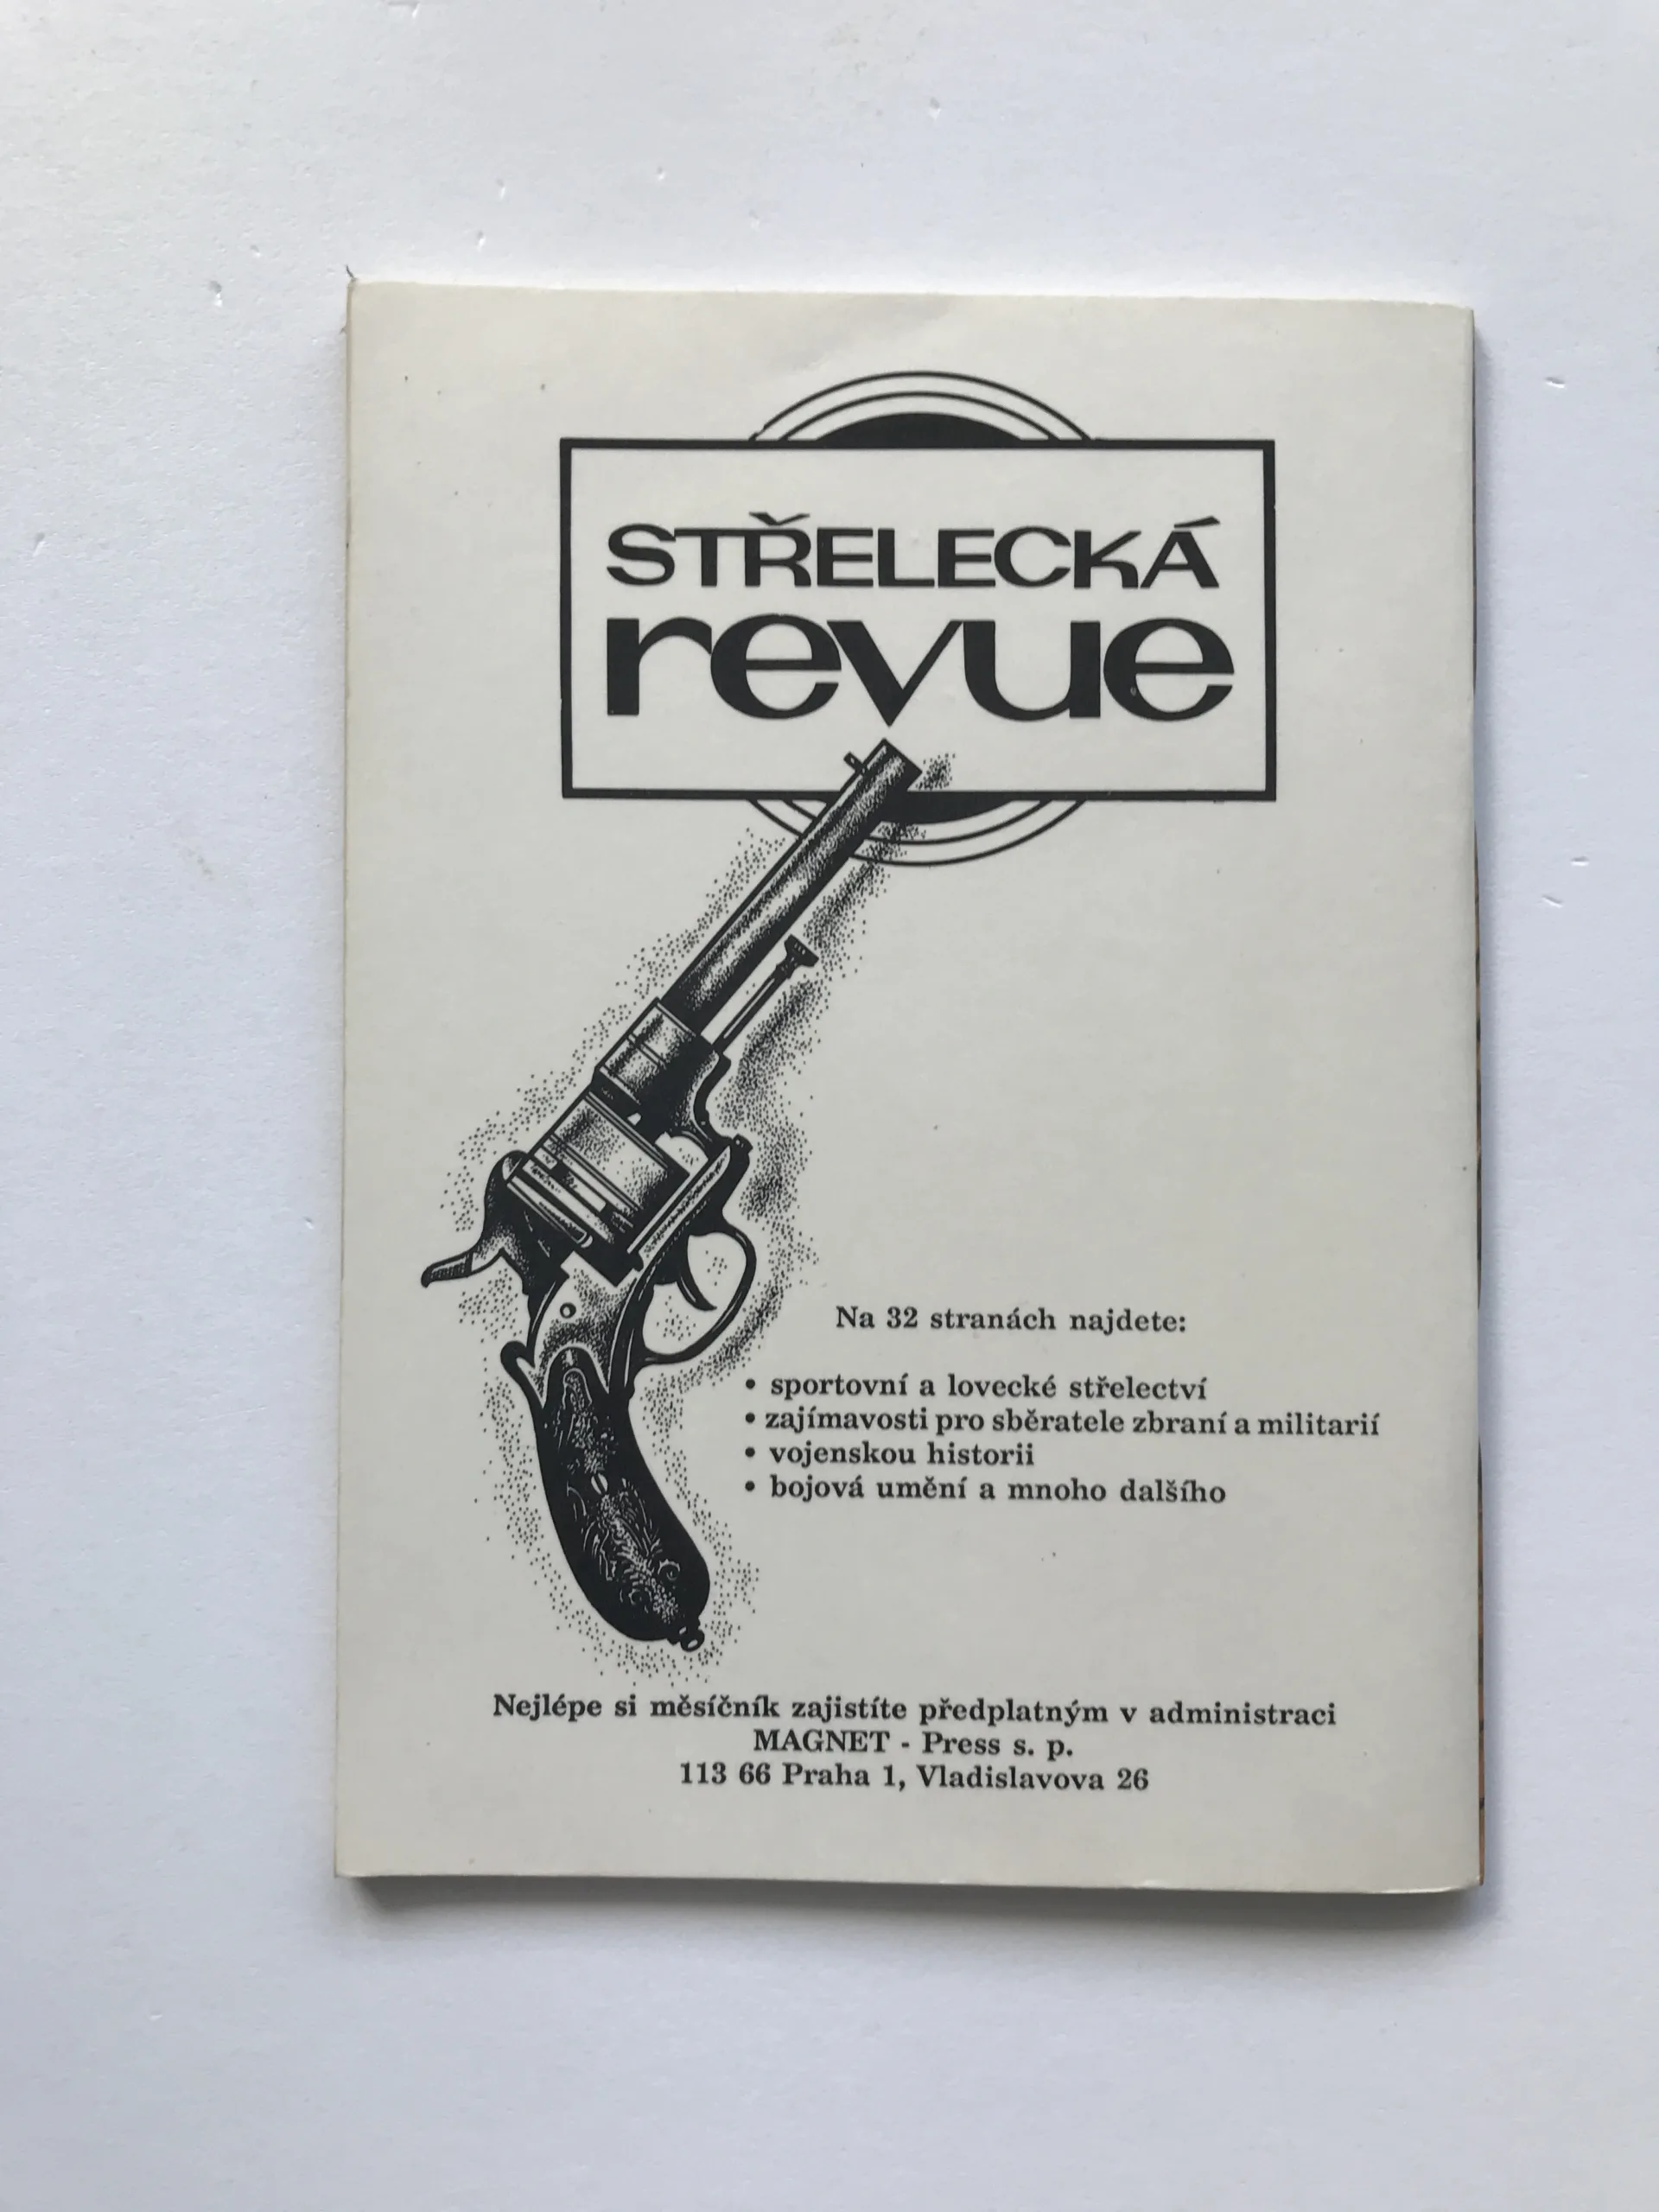 STŘELECKÁ
revue
Na 32 stranách najdete:
• sportovní a lovecké střelectví
• zajímavosti pro sběratele zbraní a militarií
• vojenskou historii
• bojová umění a mnoho dalšího
Nejlépe si měsíčník zajistíte předplatným v administraci
MAGNET - Press s. p.
113 66 Praha 1, Vladislavova 26